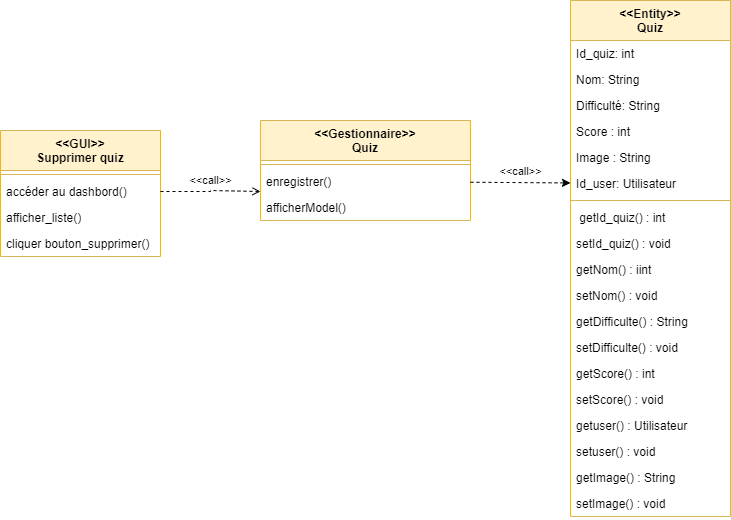 <<GUI>>
Supprimer quiz
accéder au dashbord()
afficher_liste()
cliquer bouton_supprimer()
<<call>>
<<Gestionnaire>>
Quiz
enregistrer()
afficherModel()
<<call>>
<<Entity>>
Quiz
Id_quiz: int
Nom: String
Difficulté: String
Score : int
Image : String
Id_user: Utilisateur
getId_quiz() : int
setId_quiz() : void
getNom() : iint
setNom() : void
getDifficulte() : String
setDifficulte() : void
getScore() : int
setScore() : void
getuser() : Utilisateur
setuser() : void
getImage() : String
setImage() : void